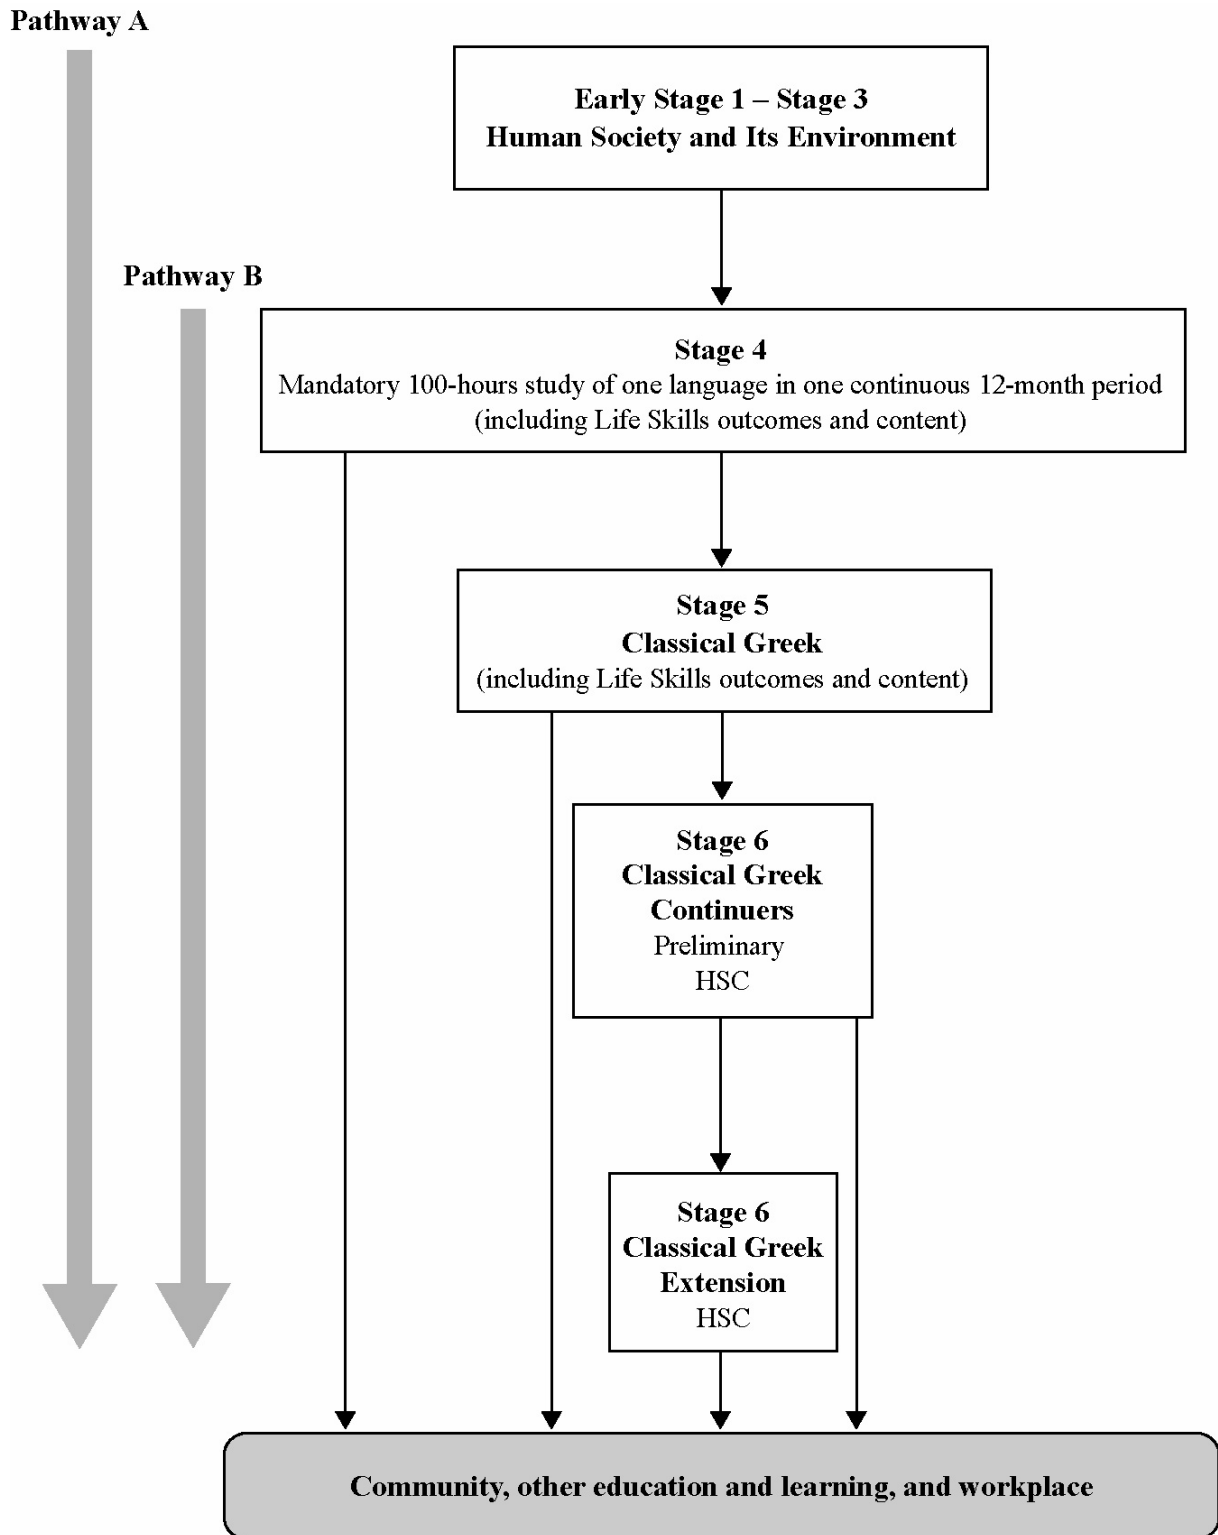 Pathway A
Early Stage 1 – Stage 3
Human Society and Its Environment
Pathway B
Stage 4
Mandatory 100-hours study of one language in one continuous 12-month period
(including Life Skills outcomes and content)
Stage 5
Classical Greek
(including Life Skills outcomes and content)
Stage 6
Classical Greek
Continuers
Preliminary
HSC
Stage 6
Classical Greek
Extension
HSC
Community, other education and learning, and workplace